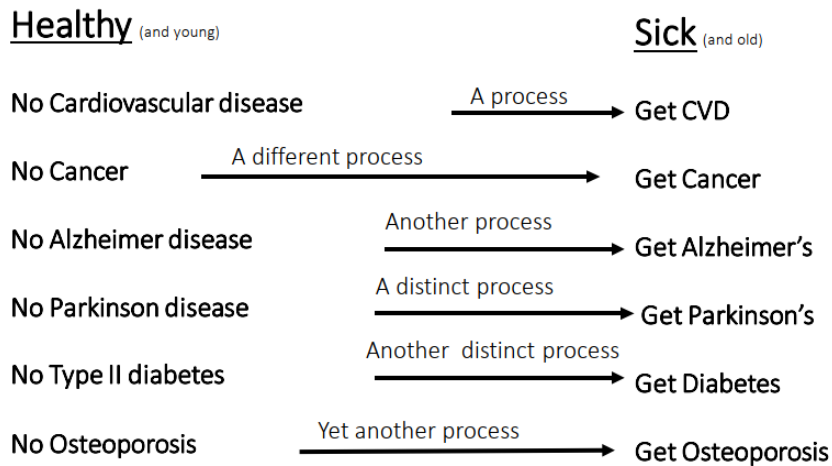 Healthy (and young) Sick (and old)
No Cardiovascular disease A process Get CVD
No Cancer A different process Get Cancer
No Alzheimer disease Another process Get Alzheimer's
No Parkinson disease A distinct process Get Parkinson's
No Type II diabetes Another distinct process Get Diabetes
No Osteoporosis Yet another process Get Osteoporosis